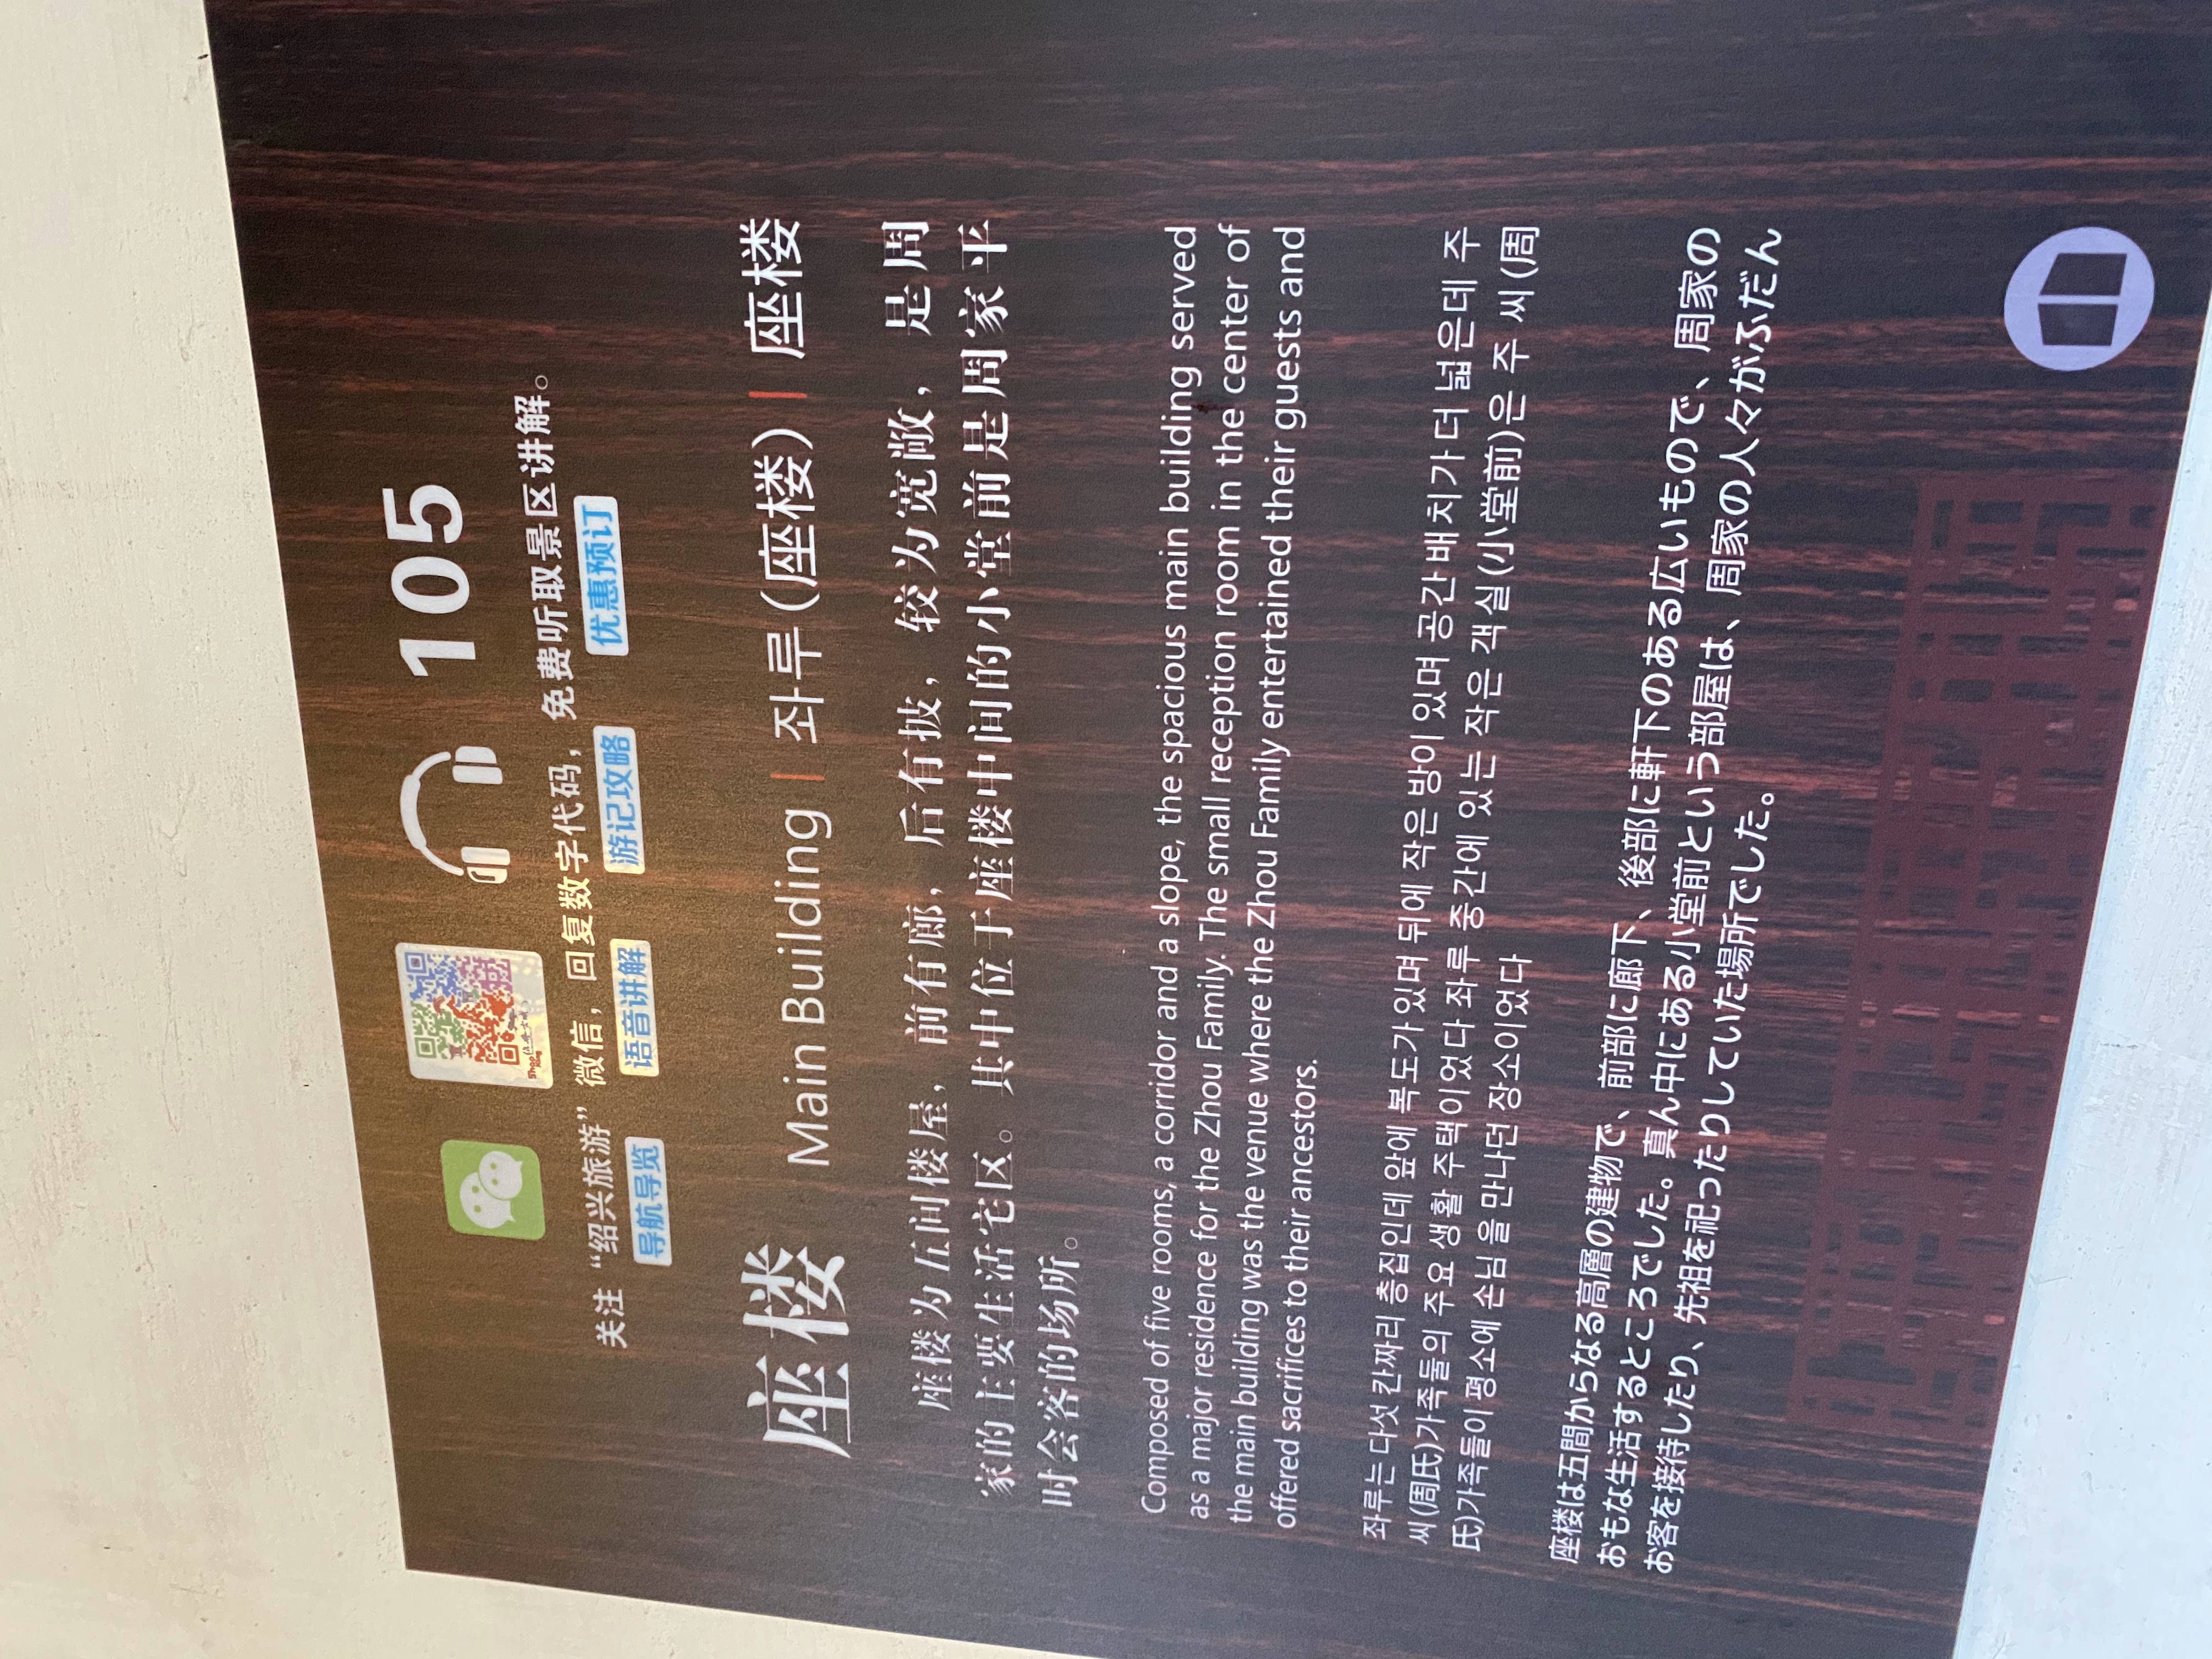 105
关注“绍兴旅游”微信，回复数字代码，免费听取景区讲解。
导航导览 语音讲解 游记攻略 优惠预订
座楼 Main Building | 좌루(座楼) | 座楼
座楼为五间楼屋，前有廊，后有披，较为宽敞，是周
家的主要生活宅区。其中位于座楼中间的小堂前是周家平
时会客的场所。
Composed of five rooms, a corridor and a slope, the spacious main building served
as a major residence for the Zhou Family. The small reception room in the center of
the main building was the venue where the Zhou Family entertained their guests and
offered sacrifices to their ancestors.
좌루는 다섯 칸짜리 층집인데 앞에 복도가 있며 뒤에 작은 방이 있며 공간 배치가 더 넓은데 주
씨(周氏)가족들의 주요 생활 주택이었다 좌루 중간에 있는 작은 객실(小堂前)은 주 씨(周
氏)가족들이 평소에 손님을 만나던 장소이었다
座楼は五間からなる高層の建物で、前部に廊下、後部に軒下のある広いもので、周家の
おもな生活するところでした。真ん中にある小堂前という部屋は、周家の人々がふだん
お客を接待したり、先祖を祀ったりしていた場所でした。